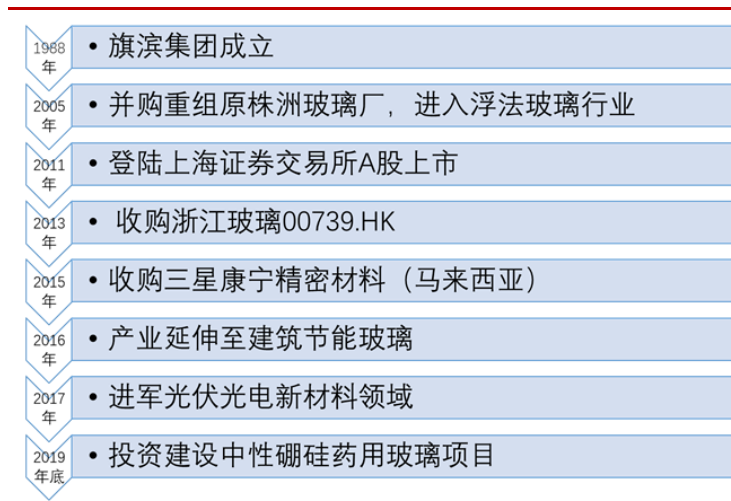 1988
年
• 旗滨集团成立
2005
年
• 并购重组原株洲玻璃厂，进入浮法玻璃行业
2011
年
• 登陆上海证券交易所A股上市
2013
年
• 收购浙江玻璃00739.HK
2015
年
• 收购三星康宁精密材料（马来西亚）
2016
年
• 产业延伸至建筑节能玻璃
2017
年
• 进军光伏光电新材料领域
2019
年底
• 投资建设中性硼硅药用玻璃项目